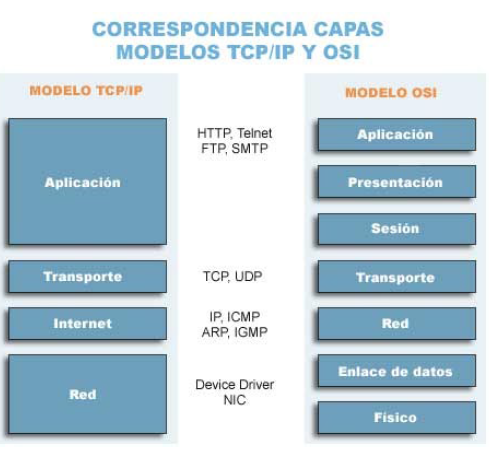 CORRESPONDENCIA CAPAS
MODELOS TCP/IP Y OSI
MODELO TCP/IP
MODELO OSI
Aplicación
HTTP, Telnet
FTP, SMTP
Aplicación
Presentación
Sesión
Transporte
TCP, UDP
Transporte
Internet
IP, ICMP
ARP, IGMP
Red
Red
Device Driver
NIC
Enlace de datos
Físico